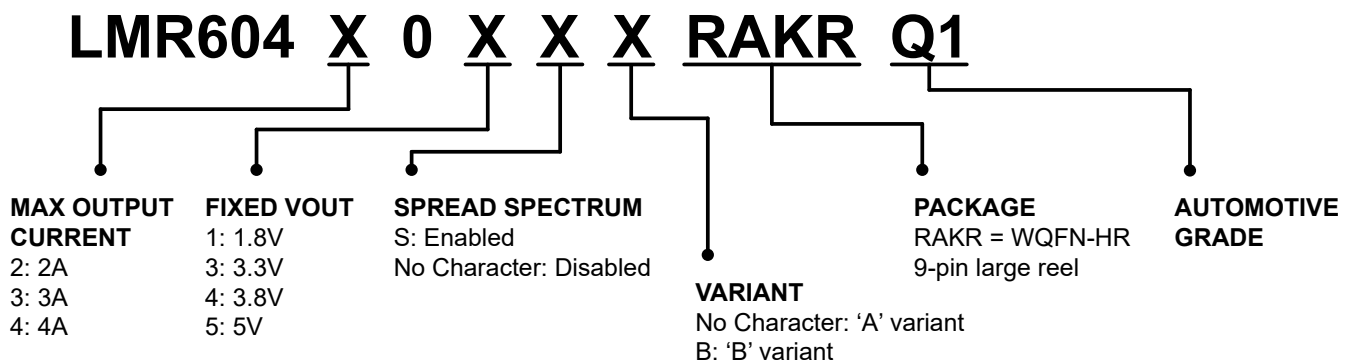 LMR604 X 0 X X X RAKR Q1
MAX OUTPUT
CURRENT
2: 2A
3: 3A
4: 4A
FIXED VOUT
1: 1.8V
3: 3.3V
4: 3.8V
5: 5V
SPREAD SPECTRUM
S: Enabled
No Character: Disabled
VARIANT
No Character: ‘A’ variant
B: ‘B’ variant
PACKAGE
RAKR = WQFN-HR
9-pin large reel
AUTOMOTIVE
GRADE